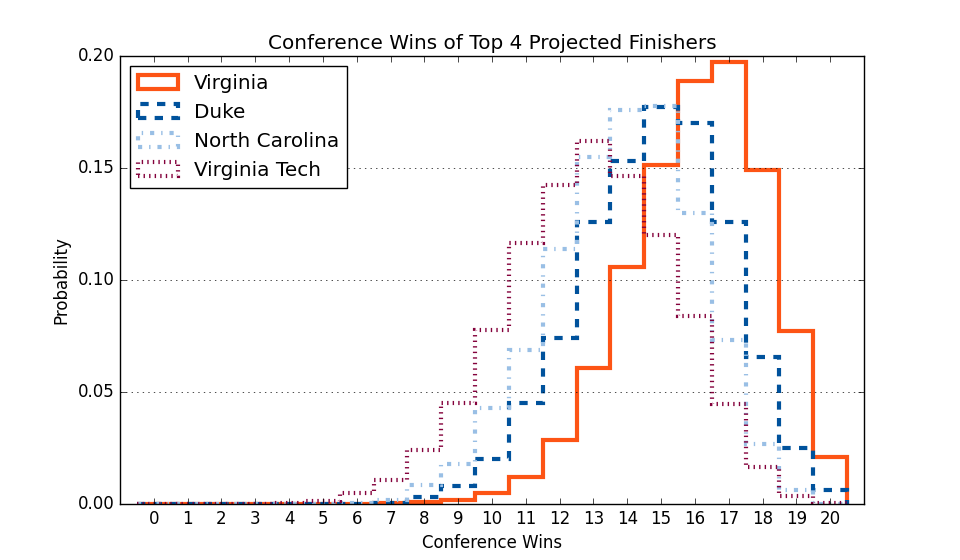 Conference Wins of Top 4 Projected Finishers
0.20
Virginia
Duke
North Carolina
Virginia Tech
0.15
0.10
0.05
0.00
Probability
0 1 2 3 4 5 6 7 8 9 10 11 12 13 14 15 16 17 18 19 20
Conference Wins